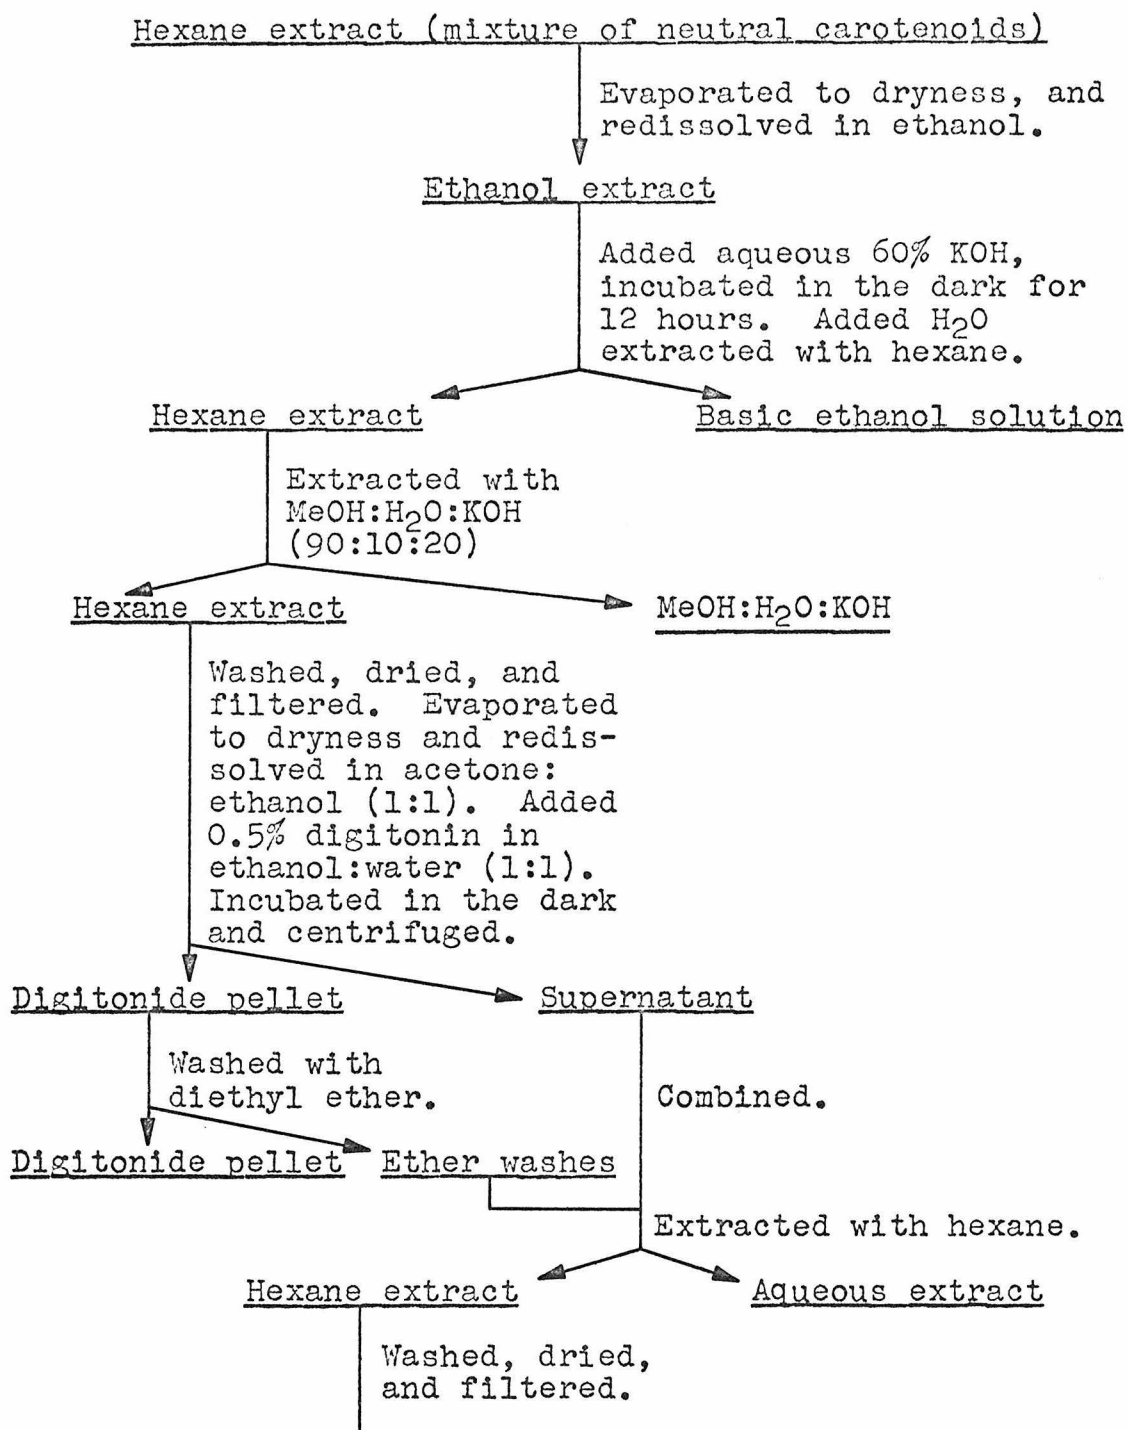 Hexane extract (mixture of neutral carotenoids)
Evaporated to dryness, and
redissolved in ethanol.
Ethanol extract
Added aqueous 60% KOH,
incubated in the dark for
12 hours. Added H₂O
extracted with hexane.
Hexane extract
Basic ethanol solution
Extracted with
MeOH:H₂O:KOH
(90:10:20)
Hexane extract
MeOH:H₂O:KOH
Washed, dried, and
filtered. Evaporated
to dryness and redis-
solved in acetone:
ethanol (1:1). Added
0.5% digitonin in
ethanol:water (1:1).
Incubated in the dark
and centrifuged.
Digitonide pellet
Supernatant
Washed with
diethyl ether.
Combined.
Digitonide pellet
Ether washes
Extracted with hexane.
Hexane extract
Aqueous extract
Washed, dried,
and filtered.